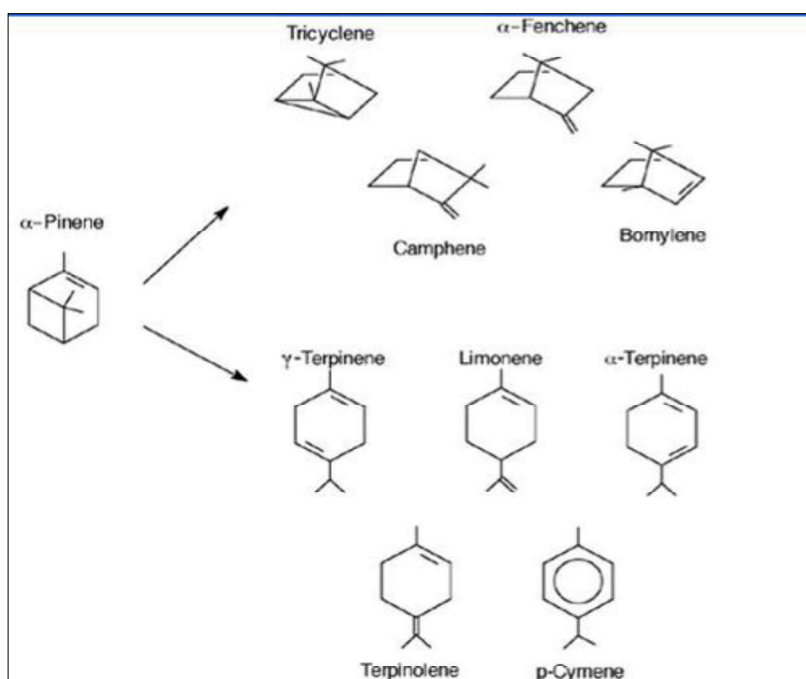 Tricyclene
α-Fenchene
Camphene
Bornylene
α-Pinene
γ-Terpinene
Limonene
α-Terpinene
Terpinolene
p-Cymene